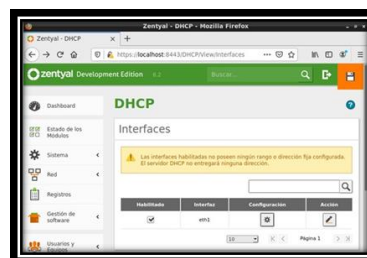 Zentyal - DHCP - Mozilla Firefox
Zentyal - DHCP
https://localhost:8443/DHCP/View/Interfaces
zentyal Development Edition 6.2
Buscar...
Dashboard
Estado de los
Módulos
Sistema
Red
Registros
Gestión de
software
Usuarios y
Equipos
DHCP
Interfaces
Las interfaces habilitadas no poseen ningún rango o dirección fija configurada.
El servidor DHCP no entregará ninguna dirección.
Habilitado Interfaz Configuración Acción
eth1
10
Página 1